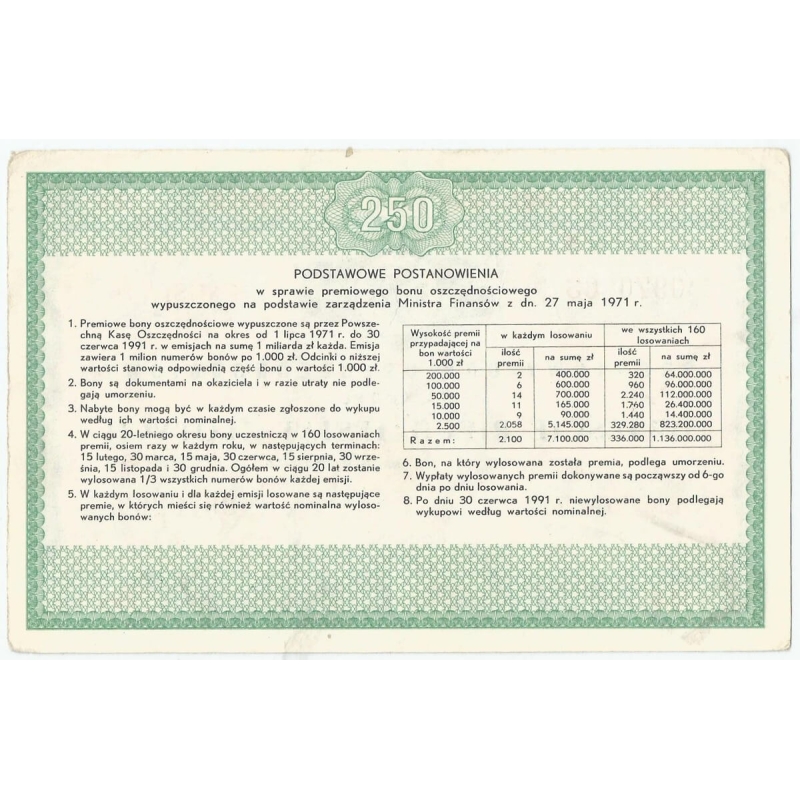 250
PODSTAWOWE POSTANOWIENIA
w sprawie premiowego bonu oszczędnościowego
wypuszczonego na podstawie zarządzenia Ministra Finansów z dn. 27 maja 1971 r.
1. Premiowe bony oszczędnościowe wypuszczone są przez Powsze-
chną Kasę Oszczędności na okres od 1 lipca 1971 r. do 30
czerwca 1991 r. w emisjach na sumę 1 miliarda zł każda. Emisja
zawiera 1 milion numerów bonów po 1.000 zł. Odcinki o niższej
wartości stanowią odpowiednią część bonu o wartości 1.000 zł.
2. Bony są dokumentami na okaziciela i w razie utraty nie podle-
gają umorzeniu.
3. Nabyte bony mogą być w każdym czasie zgłoszone do wykupu
według ich wartości nominalnej.
4. W ciągu 20-letniego okresu bony uczestniczą w 160 losowaniach
premii, osiem razy w każdym roku, w następujących terminach:
15 lutego, 30 marca, 15 maja, 30 czerwca, 15 sierpnia, 30 wrze-
śnia, 15 listopada i 30 grudnia. Ogółem w ciągu 20 lat zostanie
wylosowana 1/3 wszystkich numerów bonów każdej emisji.
5. W każdym losowaniu i dla każdej emisji losowane są następujące
premie, w których mieści się również wartość nominalna wyloso-
wanych bonów:
Wysokość premii przypadającej na bon wartości 1.000 zł
w każdym losowaniu
we wszystkich 160 losowaniach
ilość premii na sumę zł ilość premii na sumę zł
200.000 2 400.000 320 64.000.000
100.000 6 600.000 960 96.000.000
50.000 14 700.000 2.240 112.000.000
15.000 11 165.000 1.760 26.400.000
10.000 9 90.000 1.440 14.400.000
2.500 2.058 5.145.000 329.280 823.200.000
Razem: 2.100 7.100.000 336.000 1.136.000.000
6. Bon, na który wylosowana została premia, podlega umorzeniu.
7. Wypłaty wylosowanych premii dokonywane są począwszy od 6-go
dnia po dniu losowania.
8. Po dniu 30 czerwca 1991 r. niewylosowane bony podlegają
wykupowi według wartości nominalnej.